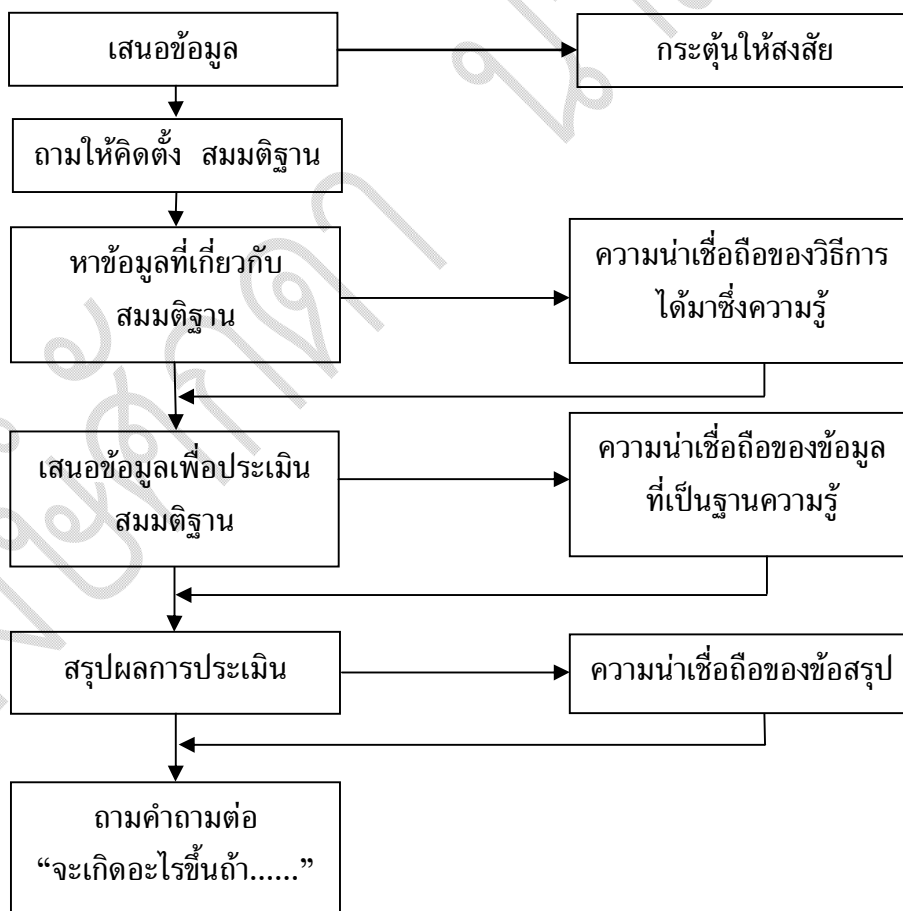 เสนอข้อมูล
กระตุ้นให้สงสัย
ถามให้คิดตั้ง สมมติฐาน
หาข้อมูลที่เกี่ยวกับ
สมมติฐาน
ความน่าเชื่อถือของวิธีการ
ได้มาซึ่งความรู้
เสนอข้อมูลเพื่อประเมิน
สมมติฐาน
ความน่าเชื่อถือของข้อมูล
ที่เป็นฐานความรู้
สรุปผลการประเมิน
ความน่าเชื่อถือของข้อสรุป
ถามคำถามต่อ
“จะเกิดอะไรขึ้นถ้า......”